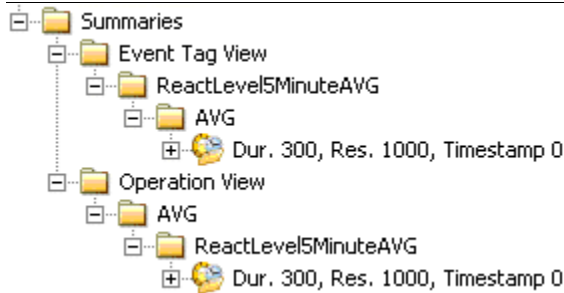 Summaries
Event Tag View
ReactLevel5MinuteAVG
AVG
Dur. 300, Res. 1000, Timestamp 0
Operation View
AVG
ReactLevel5MinuteAVG
Dur. 300, Res. 1000, Timestamp 0